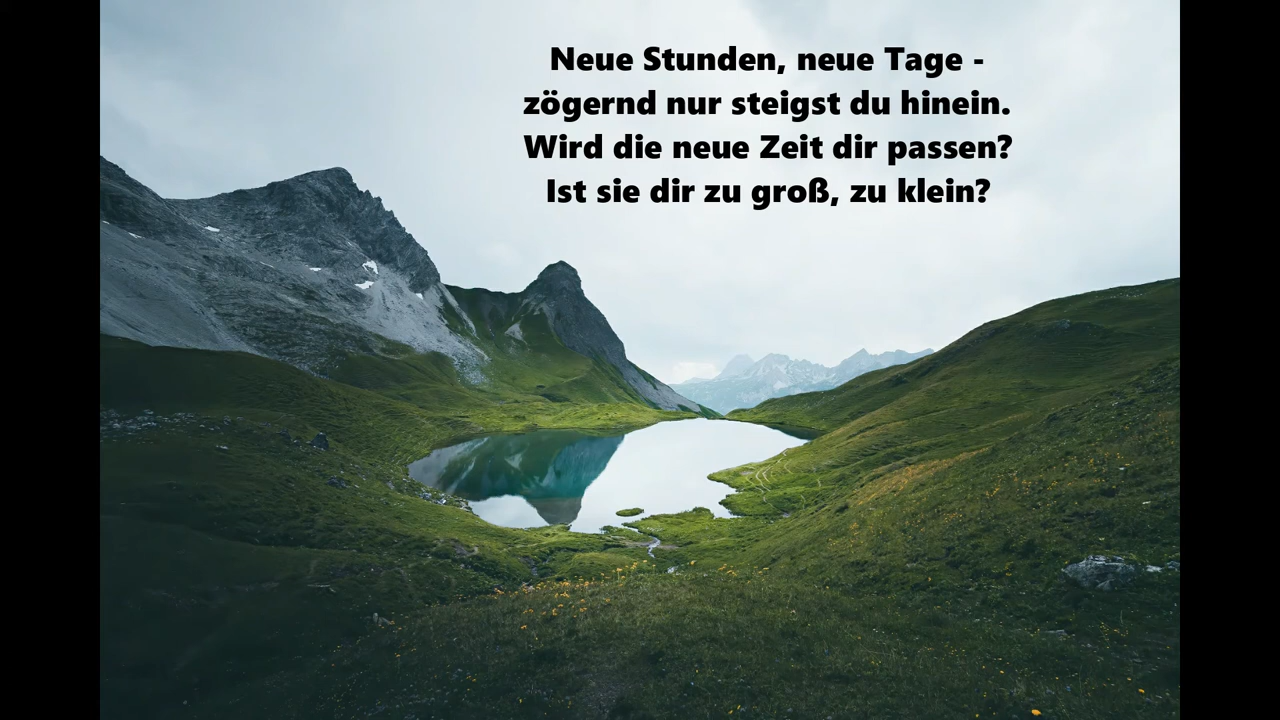 Neue Stunden, neue Tage -
zögernd nur steigst du hinein.
Wird die neue Zeit dir passen?
Ist sie dir zu groß, zu klein?